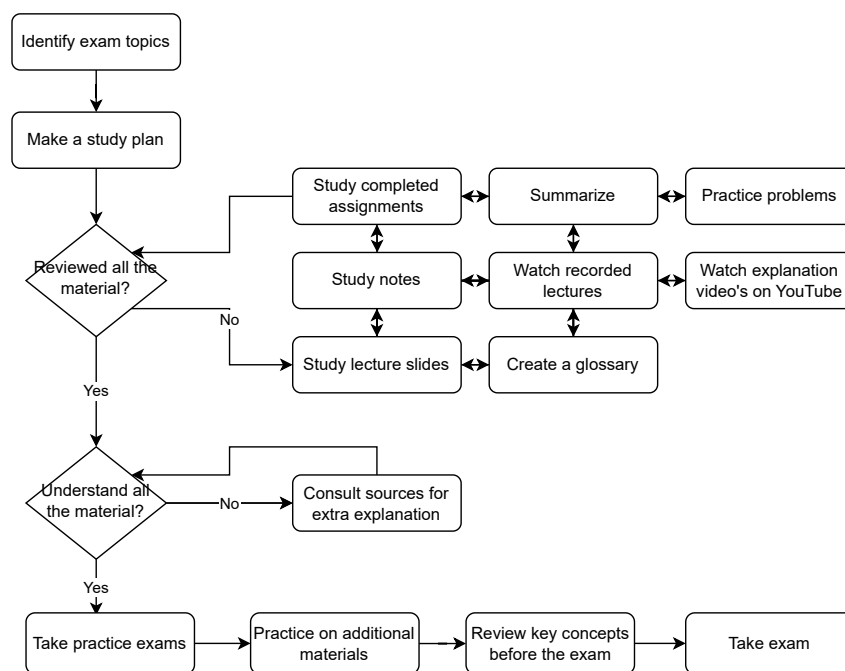 Identify exam topics
Make a study plan
Study completed
assignments
Summarize
Practice problems
Reviewed all the
material?
Study notes
Watch recorded
lectures
Watch explanation
video's on YouTube
No
Study lecture slides
Create a glossary
Yes
Understand all
the material?
No
Consult sources for
extra explanation
Yes
Take practice exams
Practice on additional
materials
Review key concepts
before the exam
Take exam